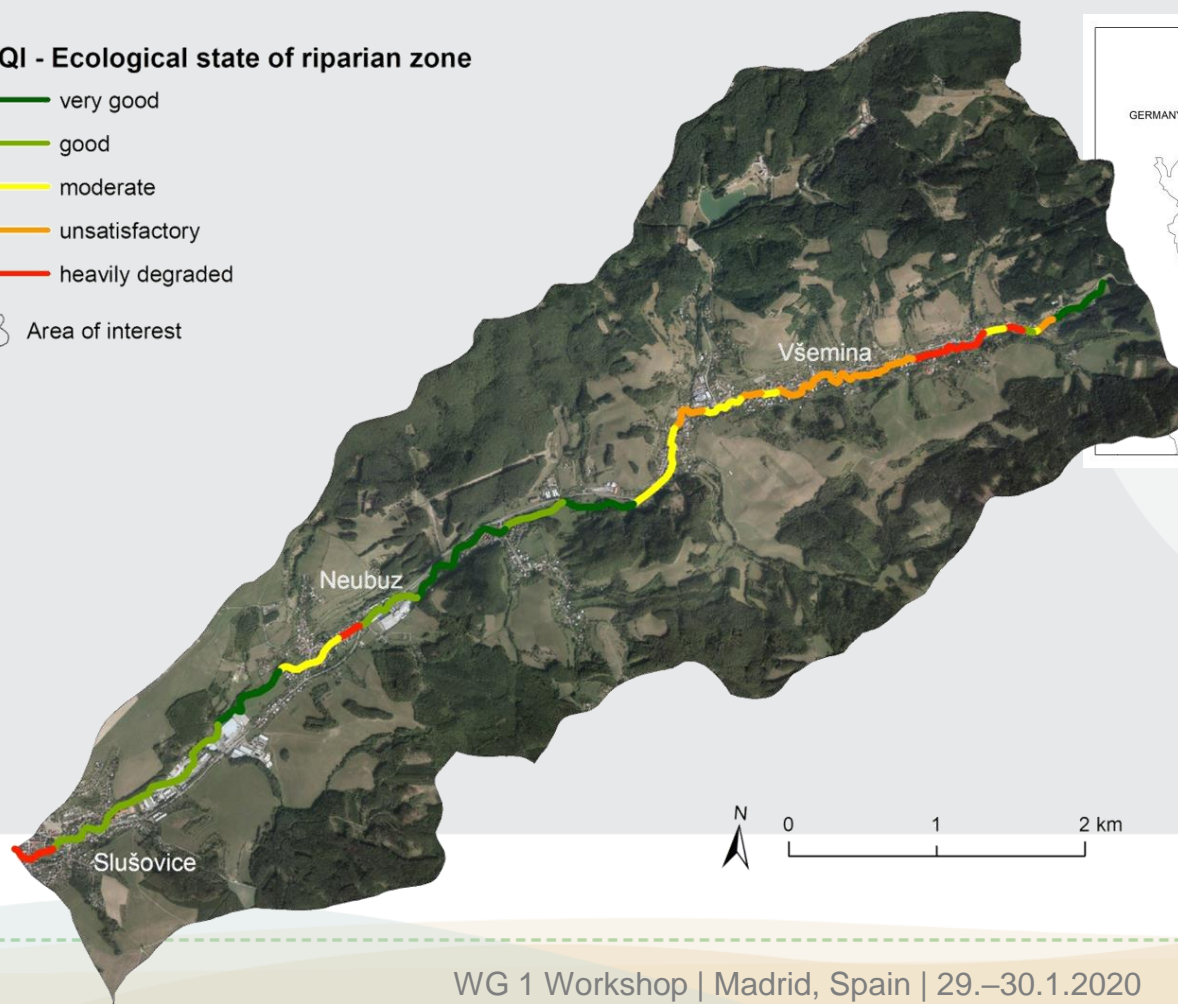 QI - Ecological state of riparian zone
very good
good
moderate
unsatisfactory
heavily degraded
Area of interest
GERMANY
Všemina
Neubuz
Slušovice
N
0 1 2 km
WG 1 Workshop | Madrid, Spain | 29.–30.1.2020